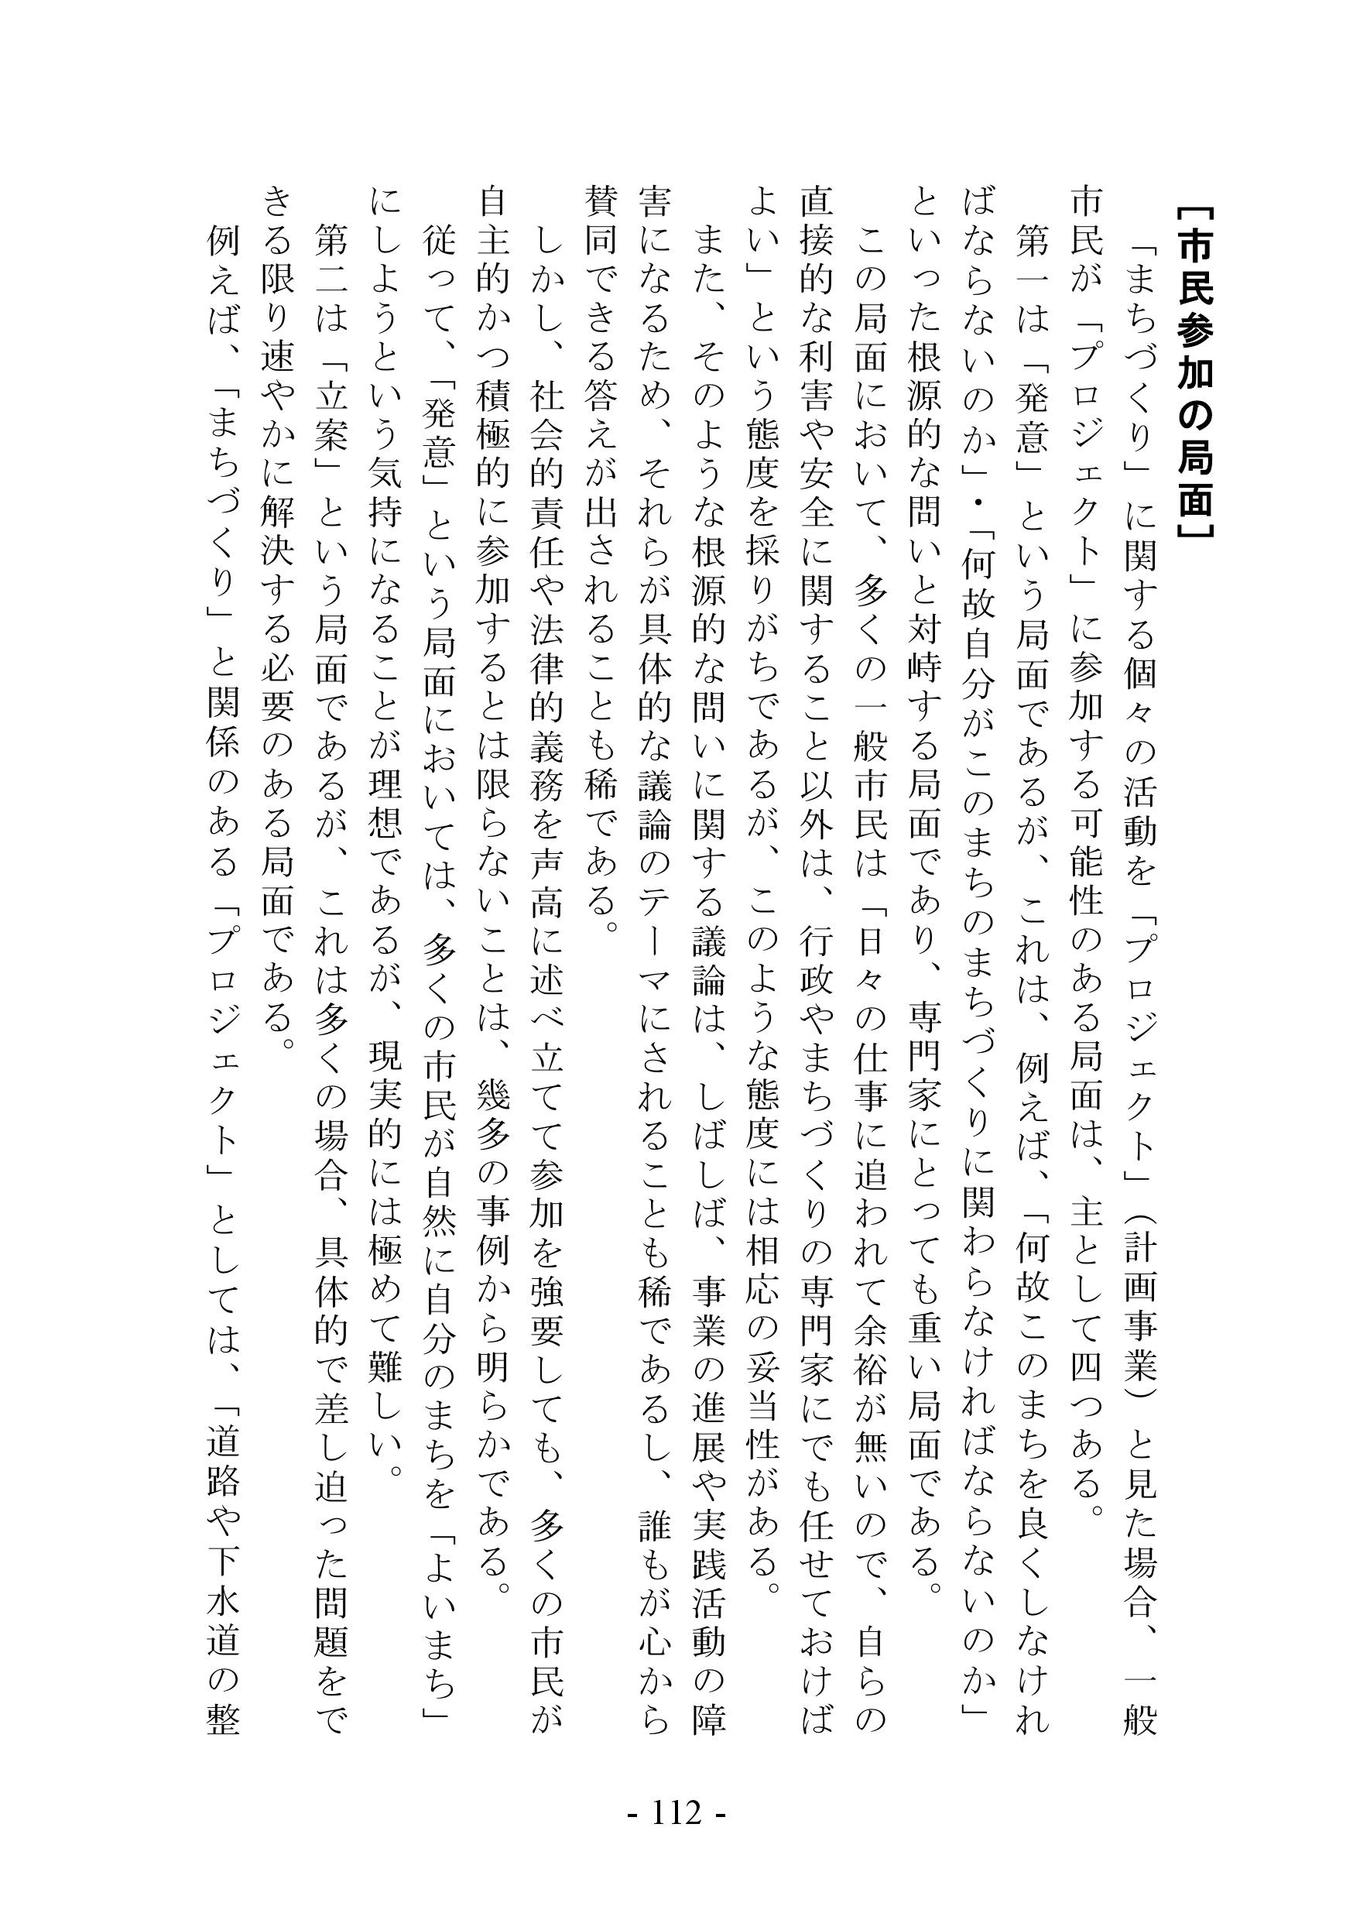 ［市民参加の局面］
「まちづくり」に関する個々の活動を「プロジェクト」（計画事業）と見た場合、一般
市民が「プロジェクト」に参加する可能性のある局面は、主として四つある。
第一は「発意」という局面であるが、これは、例えば、「何故このまちを良くしなけれ
ばならないのか」・「何故自分がこのまちのまちづくりに関わらなければならないのか」
といった根源的な問いと対峙する局面であり、専門家にとっても重い局面である。
この局面において、多くの一般市民は「日々の仕事に追われて余裕が無いので、自らの
直接的な利害や安全に関すること以外は、行政やまちづくりの専門家にでも任せておけば
よい」という態度を採りがちであるが、このような態度には相応の妥当性がある。
また、そのような根源的な問いに関する議論は、しばしば、事業の進展や実践活動の障
害になるため、それらが具体的な議論のテーマにされることも稀であるし、誰もが心から
賛同できる答えが出されることも稀である。
しかし、社会的責任や法律的義務を声高に述べ立てて参加を強要しても、多くの市民が
自主的かつ積極的に参加するとは限らないことは、幾多の事例から明らかである。
従って、「発意」という局面においては、多くの市民が自然に自分のまちを「よいまち」
にしようという気持になることが理想であるが、現実的には極めて難しい。
第二は「立案」という局面であるが、これは多くの場合、具体的で差し迫った問題をで
きる限り速やかに解決する必要のある局面である。
例えば、「まちづくり」と関係のある「プロジェクト」としては、「道路や下水道の整
- 112 -